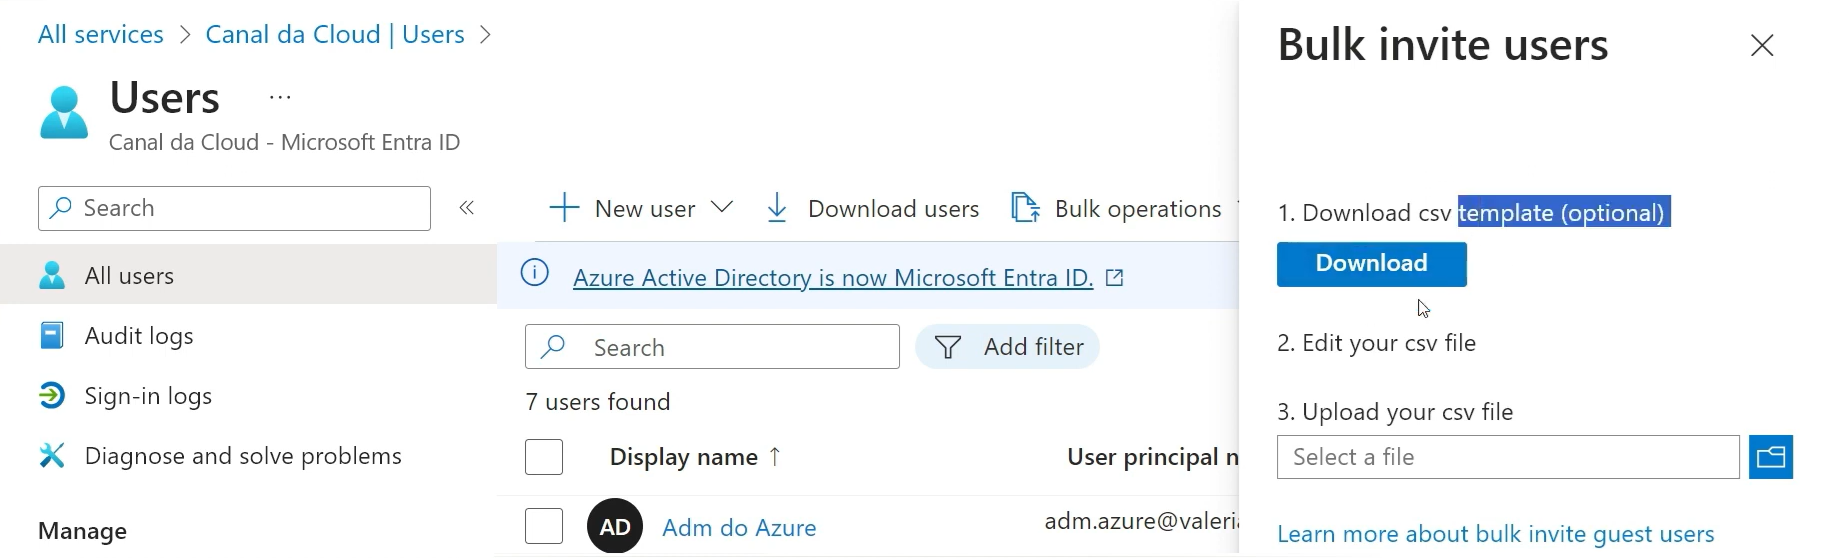 All services > Canal da Cloud | Users >
Users ...
Canal da Cloud - Microsoft Entra ID
Search
«
All users
Audit logs
Sign-in logs
Diagnose and solve problems
Manage
New user
Download users
Bulk operations
Azure Active Directory is now Microsoft Entra ID.
Search
Add filter
7 users found
Display name ↑
User principal n
AD
Adm do Azure
adm.azure@valeria
Bulk invite users
1. Download csv template (optional)
Download
2. Edit your csv file
3. Upload your csv file
Select a file
Learn more about bulk invite guest users